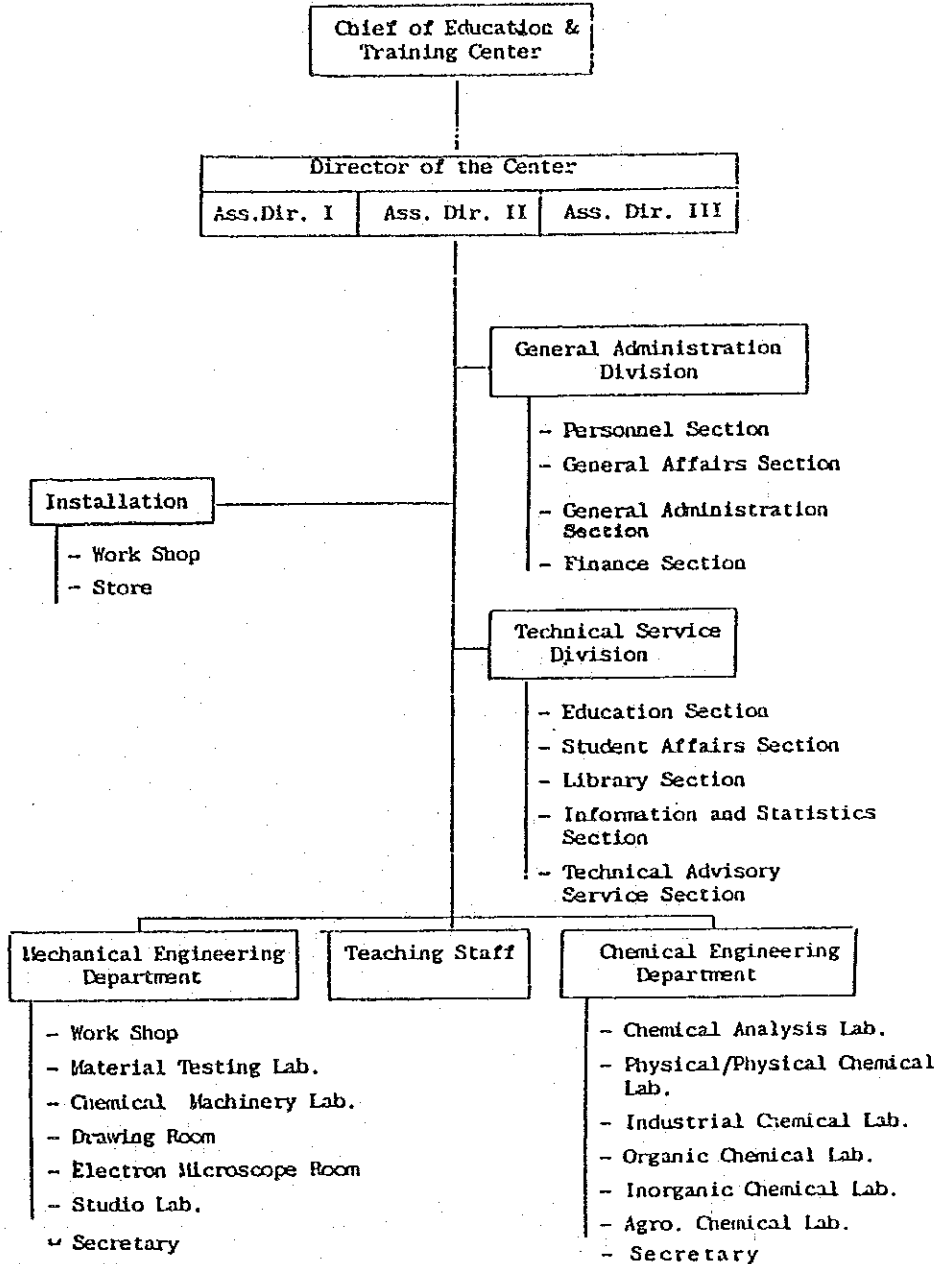 Chief of Education &
Training Center
Director of the Center
Ass.Dir. I
Ass. Dir. II
Ass. Dir. III
General Administration
Division
- Personnel Section
- General Affairs Section
- General Administration
Section
- Finance Section
Installation
- Work Shop
- Store
Technical Service
Division
- Education Section
- Student Affairs Section
- Library Section
- Information and Statistics
Section
- Technical Advisory
Service Section
Mechanical Engineering
Department
- Work Shop
- Material Testing Lab.
- Chemical Machinery Lab.
- Drawing Room
- Electron Microscope Room
- Studio Lab.
- Secretary
Teaching Staff
Chemical Engineering
Department
- Chemical Analysis Lab.
- Physical/Physical Chemical
Lab.
- Industrial Chemical Lab.
- Organic Chemical Lab.
- Inorganic Chemical Lab.
- Agro. Chemical Lab.
- Secretary